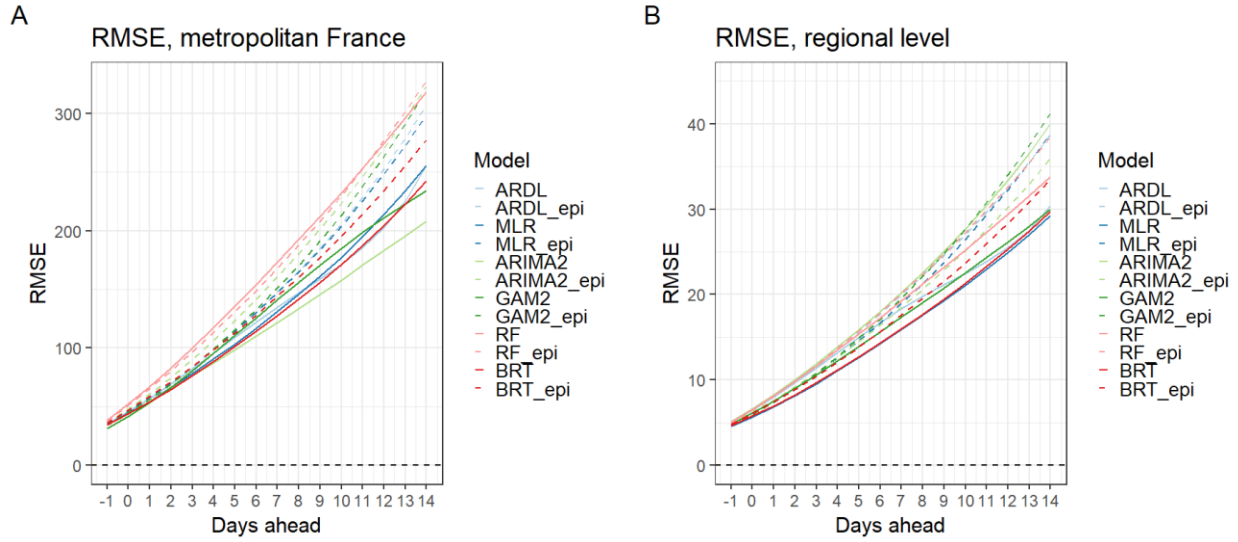 A
RMSE, metropolitan France
RMSE
300
200
100
0
-1 0 1 2 3 4 5 6 7 8 9 10 11 12 13 14
Days ahead
Model
ARDL
ARDL_epi
MLR
MLR_epi
ARIMA2
ARIMA2_epi
GAM2
GAM2_epi
RF
RF_epi
BRT
BRT_epi
B
RMSE, regional level
RMSE
40
30
20
10
0
-1 0 1 2 3 4 5 6 7 8 9 10 11 12 13 14
Days ahead
Model
ARDL
ARDL_epi
MLR
MLR_epi
ARIMA2
ARIMA2_epi
GAM2
GAM2_epi
RF
RF_epi
BRT
BRT_epi